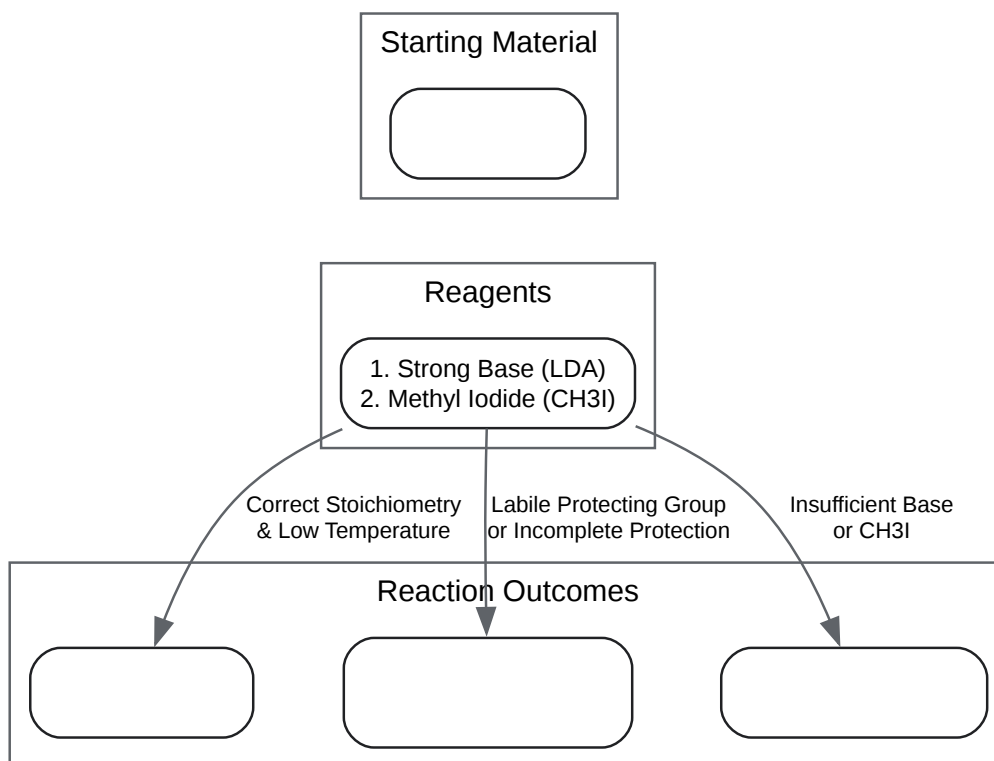 Starting Material
Reagents
1. Strong Base (LDA)
2. Methyl Iodide (CH3I)
Correct Stoichiometry
& Low Temperature
Labile Protecting Group
or Incomplete Protection
Insufficient Base
or CH3I
Reaction Outcomes